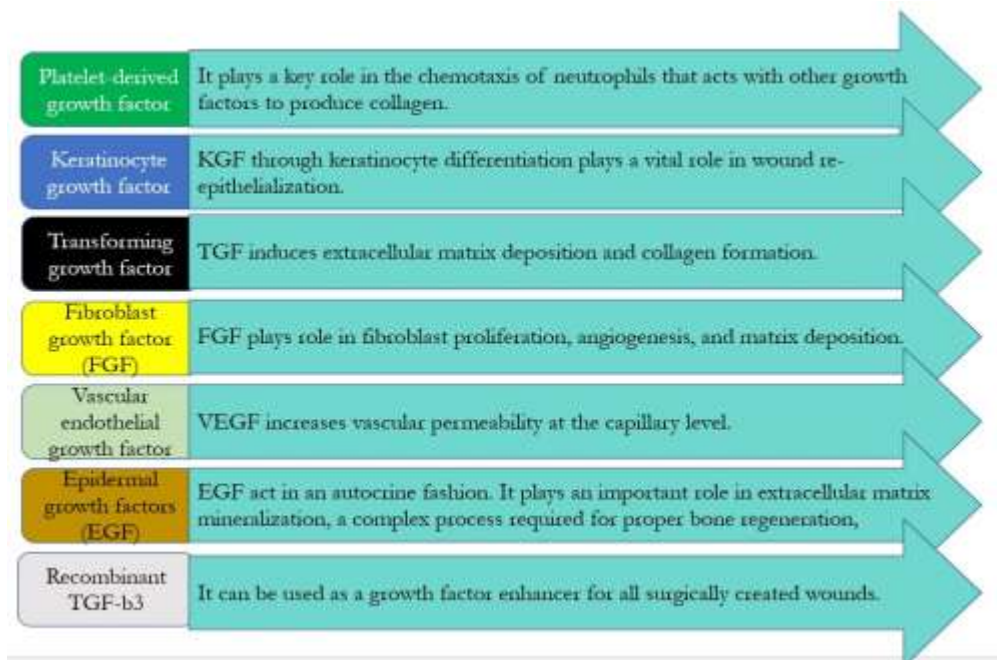 Platelet-derived
growth factor
It plays a key role in the chemotaxis of neutrophils that acts with other growth
factors to produce collagen.
Keratinocyte
growth factor
KGF through keratinocyte differentiation plays a vital role in wound re-
epithelialization.
Transforming
growth factor
TGF induces extracellular matrix deposition and collagen formation.
Fibroblast
growth factor
(FGF)
FGF plays role in fibroblast proliferation, angiogenesis, and matrix deposition.
Vascular
endothelial
growth factor
VEGF increases vascular permeability at the capillary level.
Epidermal
growth factors
(EGF)
EGF act in an autocrine fashion. It plays an important role in extracellular matrix
mineralization, a complex process required for proper bone regeneration,
Recombinant
TGF-b3
It can be used as a growth factor enhancer for all surgically created wounds.